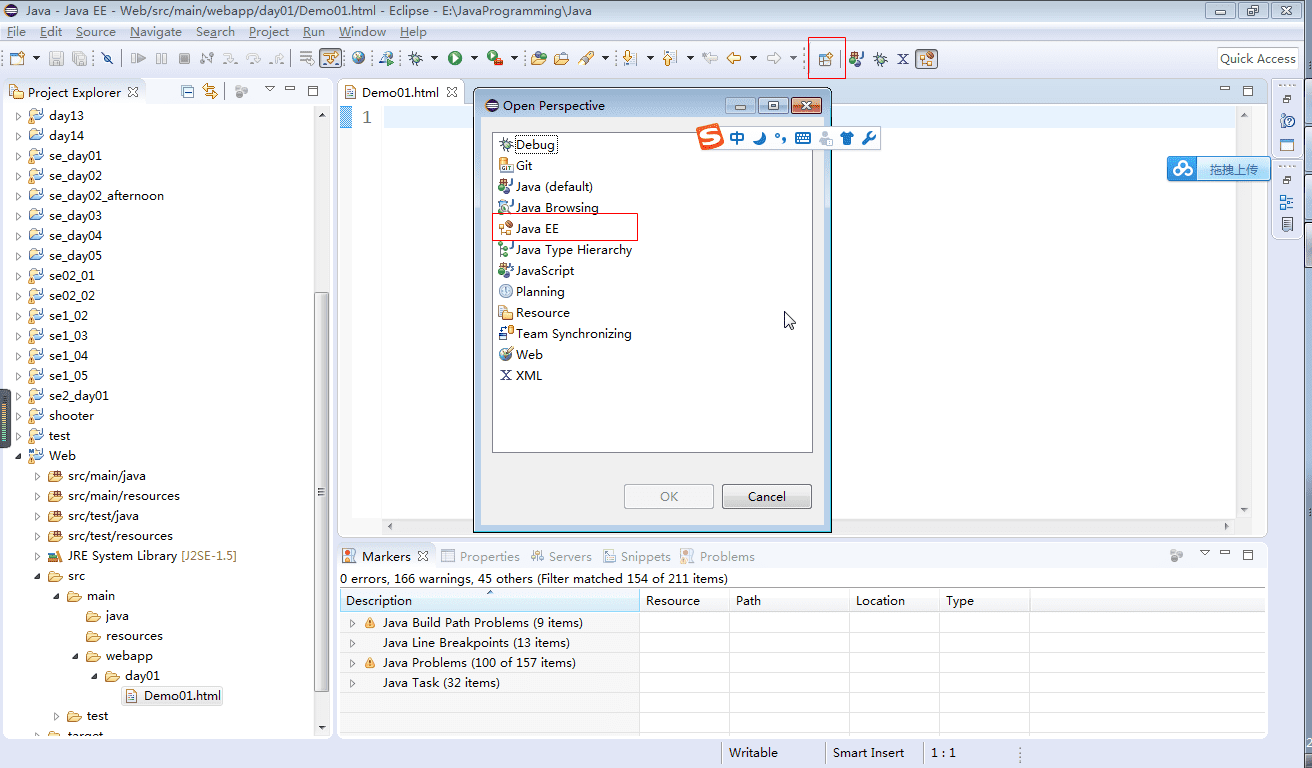 Java - Java EE - Web/src/main/webapp/day01/Demo01.html - Eclipse - E:\JavaProgramming\Java
File Edit Source Navigate Search Project Run Window Help
Quick Access
Project Explorer
day13
day14
se_day01
se_day02
se_day02_afternoon
se_day03
se_day04
se_day05
se02_01
se02_02
se1_02
se1_03
se1_04
se1_05
se2_day01
shooter
test
Web
src/main/java
src/main/resources
src/test/java
src/test/resources
JRE System Library [J2SE-1.5]
src
main
java
resources
webapp
day01
Demo01.html
test
target
Demo01.html
1
Open Perspective
Debug
Git
Java (default)
Java Browsing
Java EE
Java Type Hierarchy
JavaScript
Planning
Resource
Team Synchronizing
Web
X XML
OK Cancel
中
拖拽上传
Markers Properties Servers Snippets Problems
0 errors, 166 warnings, 45 others (Filter matched 154 of 211 items)
Description Resource Path Location Type
Java Build Path Problems (9 items)
Java Line Breakpoints (13 items)
Java Problems (100 of 157 items)
Java Task (32 items)
Writable Smart Insert 1 : 1